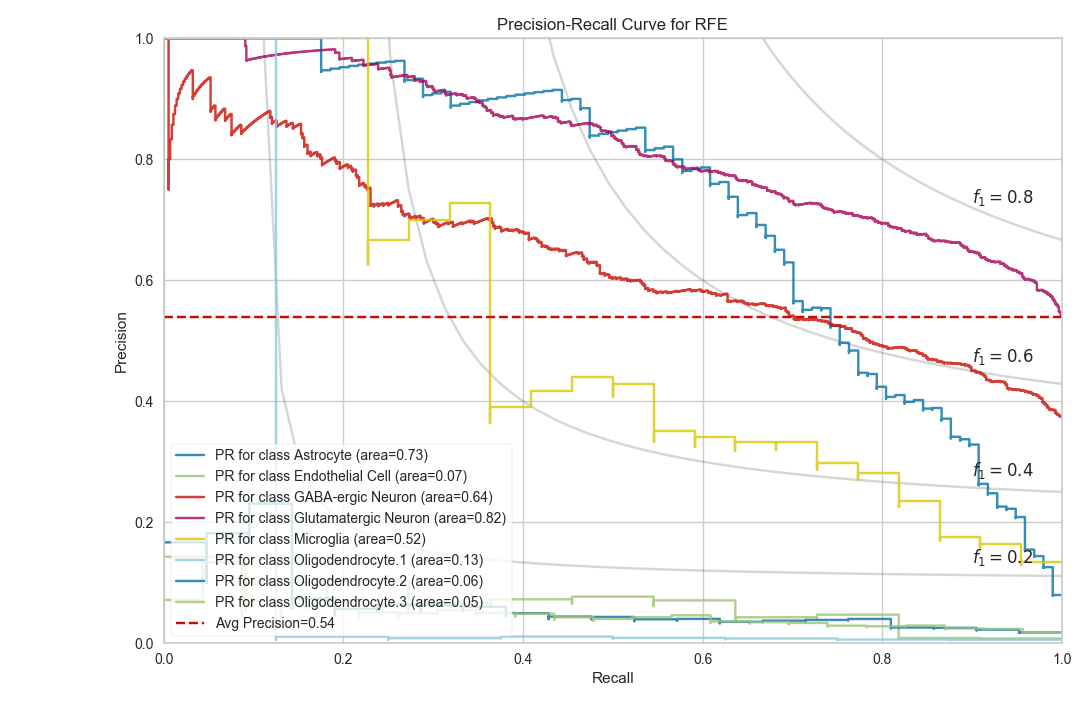 Precision-Recall Curve for RFE
1.0
0.8
0.6
0.4
0.2
0.0
Precision
f1 = 0.8
f1 = 0.6
f1 = 0.4
f1 = 0.2
PR for class Astrocyte (area=0.73)
PR for class Endothelial Cell (area=0.07)
PR for class GABA-ergic Neuron (area=0.64)
PR for class Glutamatergic Neuron (area=0.82)
PR for class Microglia (area=0.52)
PR for class Oligodendrocyte.1 (area=0.13)
PR for class Oligodendrocyte.2 (area=0.06)
PR for class Oligodendrocyte.3 (area=0.05)
Avg Precision=0.54
0.0 0.2 0.4 0.6 0.8 1.0
Recall